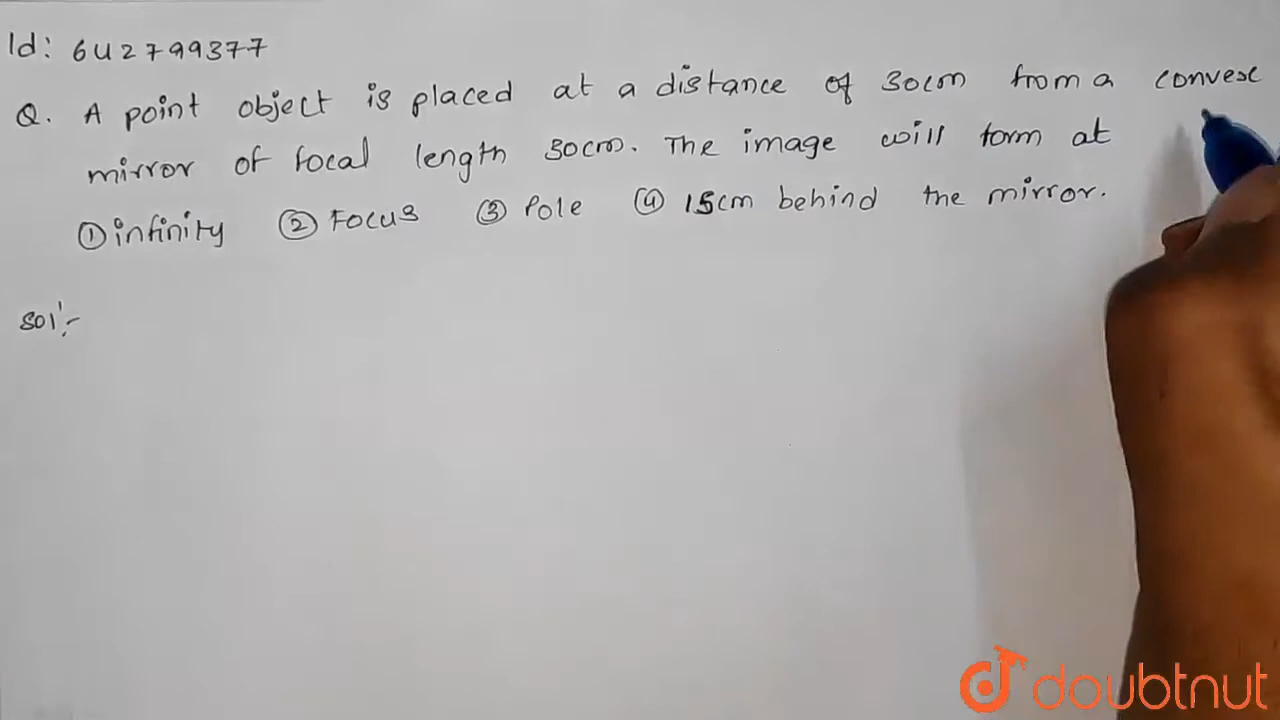 Id: 642799377
Q. A point object is placed at a distance of 30cm from a convex
mirror of focal length 30cm. The image will form at
① infinity ② Focus ③ Pole ④ 15cm behind the mirror.
Sol:-
doubtnut